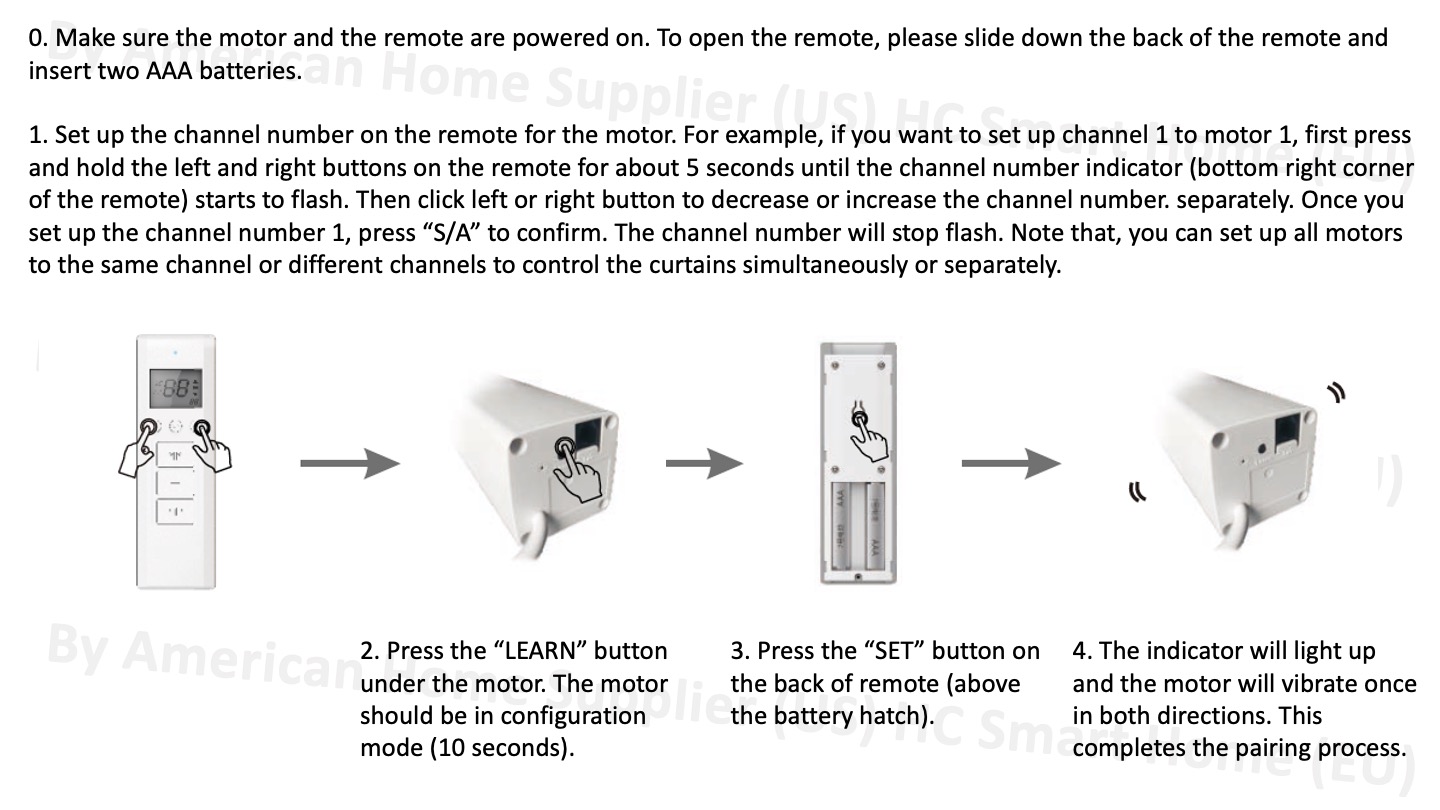 0. Make sure the motor and the remote are powered on. To open the remote, please slide down the back of the remote and
insert two AAA batteries.
By American Home Supplier (US) HC Smart Home (EU)
1. Set up the channel number on the remote for the motor. For example, if you want to set up channel 1 to motor 1, first press
and hold the left and right buttons on the remote for about 5 seconds until the channel number indicator (bottom right corner
of the remote) starts to flash. Then click left or right button to decrease or increase the channel number. separately. Once you
set up the channel number 1, press “S/A” to confirm. The channel number will stop flash. Note that, you can set up all motors
to the same channel or different channels to control the curtains simultaneously or separately.
88
AAA
AAA
2. Press the “LEARN” button
under the motor. The motor
should be in configuration
mode (10 seconds).
3. Press the “SET” button on
the back of remote (above
the battery hatch).
4. The indicator will light up
and the motor will vibrate once
in both directions. This
completes the pairing process.
By American Home Supplier (US) HC Smart Home (EU)